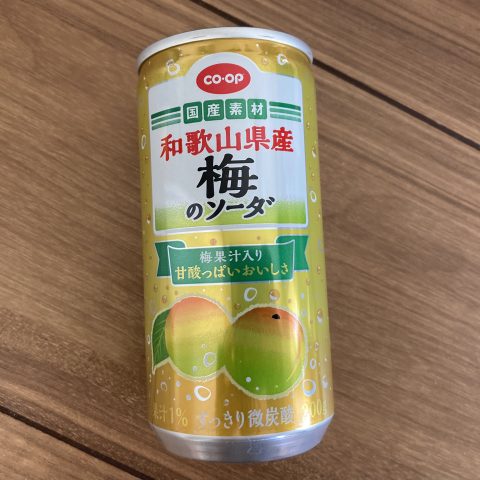 co·op
国産素材
和歌山県産
梅
のソーダ
梅果汁入り
甘酸っぱいおいしさ
果汁1% すっきり微炭酸 200g